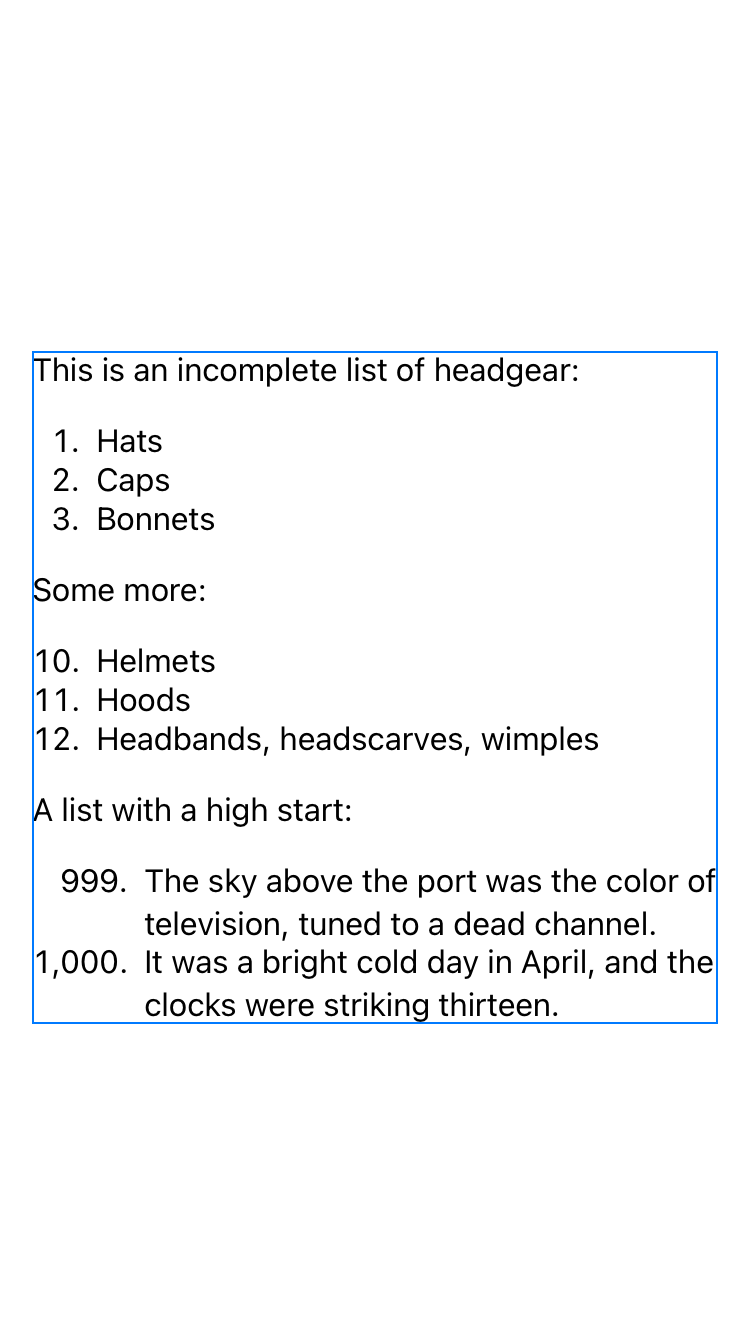 This is an incomplete list of headgear:
1. Hats
2. Caps
3. Bonnets
Some more:
10. Helmets
11. Hoods
12. Headbands, headscarves, wimples
A list with a high start:
999. The sky above the port was the color of
television, tuned to a dead channel.
1,000. It was a bright cold day in April, and the
clocks were striking thirteen.